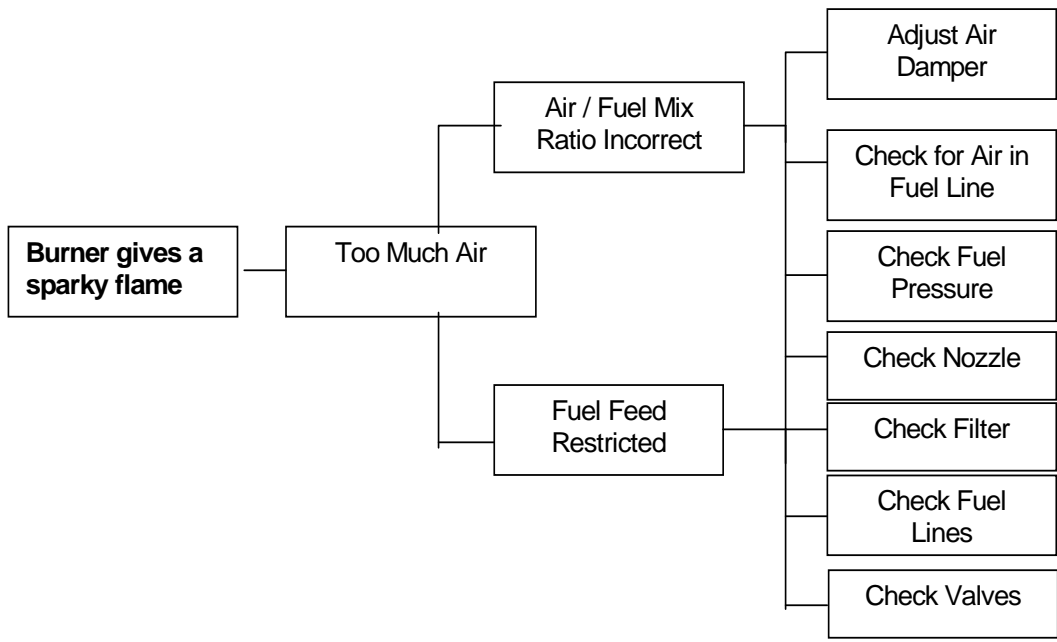 Burner gives a
sparky flame
Too Much Air
Air / Fuel Mix
Ratio Incorrect
Fuel Feed
Restricted
Adjust Air
Damper
Check for Air in
Fuel Line
Check Fuel
Pressure
Check Nozzle
Check Filter
Check Fuel
Lines
Check Valves